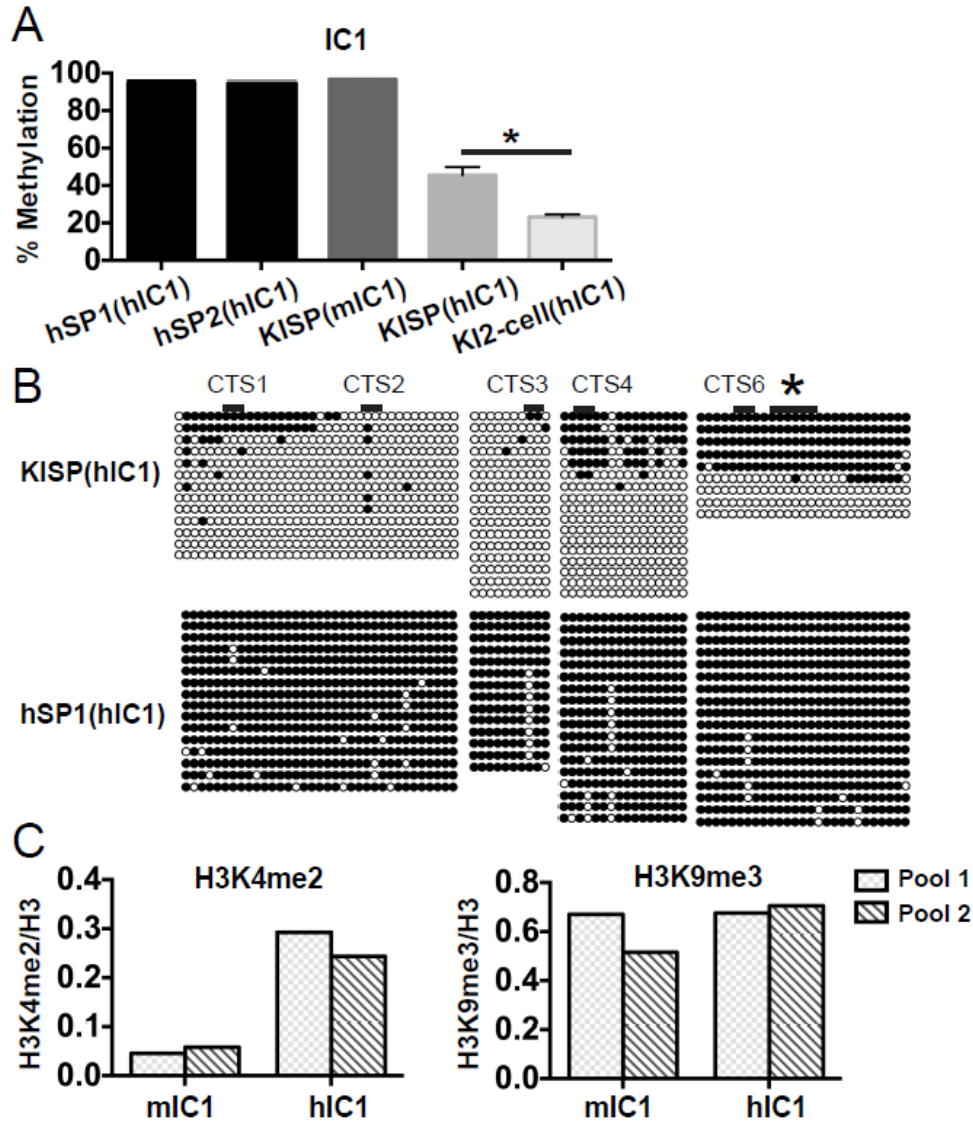 A
IC1
% Methylation
100
80
60
40
20
0
*
hSP1(hIC1)
hSP2(hIC1)
KISP(mIC1)
KISP(hIC1)
KI2-cell(hIC1)
B
CTS1
CTS2
CTS3
CTS4
CTS6
*
KISP(hIC1)
hSP1(hIC1)
C
H3K4me2
H3K4me2/H3
0.4
0.3
0.2
0.1
0.0
mIC1
hIC1
H3K9me3
H3K9me3/H3
0.8
0.6
0.4
0.2
0.0
mIC1
hIC1
Pool 1
Pool 2